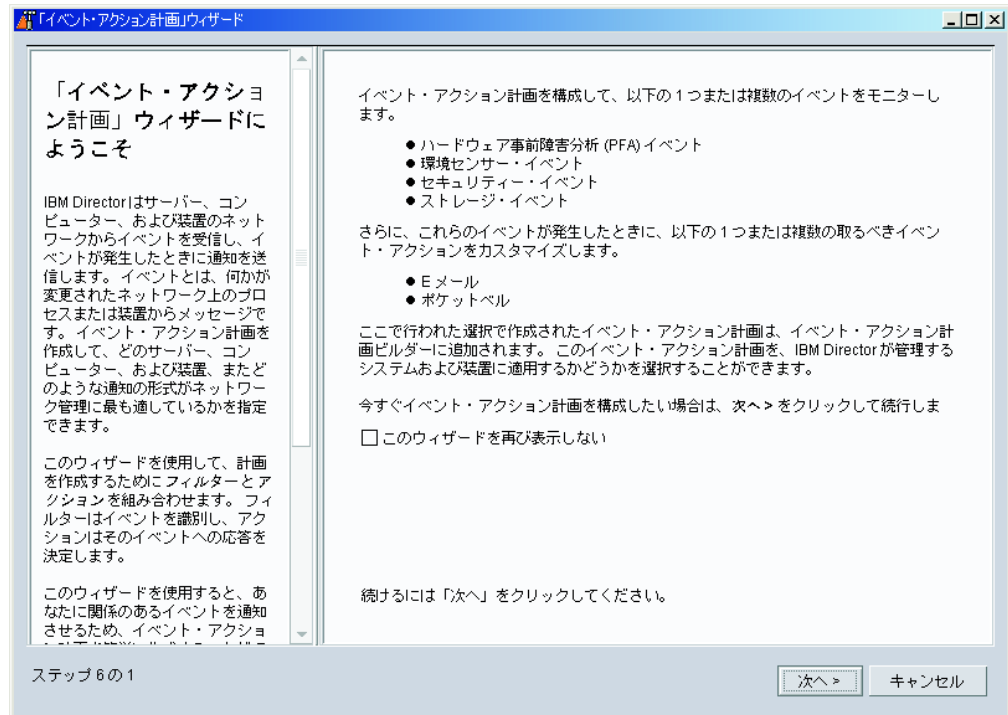 「イベント・アクション計画」ウィザード
「イベント・アクショ
ン計画」ウィザードに
ようこそ
IBM Directorはサーバー、コン
ピューター、および装置のネット
ワークからイベントを受信し、イ
ベントが発生したときに通知を送
信します。イベントとは、何かが
変更されたネットワーク上のプロ
セスまたは装置からメッセージで
す。イベント・アクション計画を
作成して、どのサーバー、コン
ピューター、および装置、またど
のような通知の形式がネットワー
ク管理に最も適しているかを指定
できます。
このウィザードを使用して、計画
を作成するためにフィルターとア
クションを組み合わせます。フィ
ルターはイベントを識別し、アク
ションはそのイベントへの応答を
決定します。
このウィザードを使用すると、あ
なたに関係のあるイベントを通知
させるため、イベント・アクショ
イベント・アクション計画を構成して、以下の1つまたは複数のイベントをモニターし
ます。
● ハードウェア事前障害分析 (PFA) イベント
● 環境センサー・イベント
● セキュリティー・イベント
● ストレージ・イベント
さらに、これらのイベントが発生したときに、以下の1つまたは複数の取るべきイベン
ト・アクションをカスタマイズします。
● Eメール
● ポケットベル
ここで行われた選択で作成されたイベント・アクション計画は、イベント・アクション計
画ビルダーに追加されます。このイベント・アクション計画を、IBM Directorが管理する
システムおよび装置に適用するかどうかを選択することができます。
今すぐイベント・アクション計画を構成したい場合は、次へ > をクリックして続行しま
このウィザードを再び表示しない
続けるには「次へ」をクリックしてください。
ステップ6の1
次へ >
キャンセル